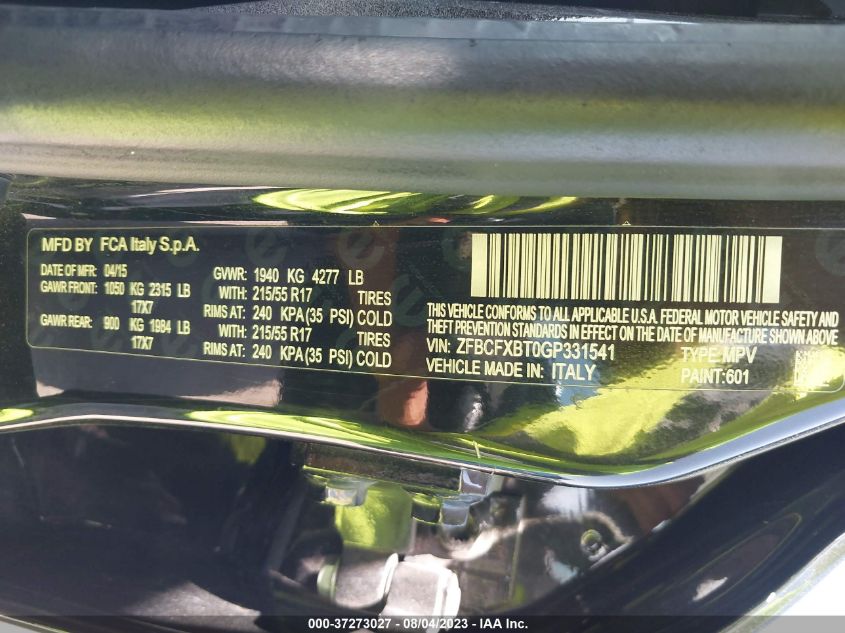 MFD BY FCA Italy S.p.A.
DATE OF MFR: 04/15 GVWR: 1940 KG 4277 LB
GAWR FRONT: 1050 KG 2315 LB WITH: 215/55 R17 TIRES
17X7 RIMS AT: 240 KPA(35 PSI) COLD
GAWR REAR: 900 KG 1984 LB WITH: 215/55 R17 TIRES
17X7 RIMS AT: 240 KPA(35 PSI) COLD
THIS VEHICLE CONFORMS TO ALL APPLICABLE U.S.A. FEDERAL MOTOR VEHICLE SAFETY AND
THEFT PREVENTION STANDARDS IN EFFECT ON THE DATE OF MANUFACTURE SHOWN ABOVE
VIN: ZFBCFXBT0GP331541 TYPE: MPV
VEHICLE MADE IN: ITALY PAINT:601
000-37273027 - 08/04/2023 - IAA Inc.